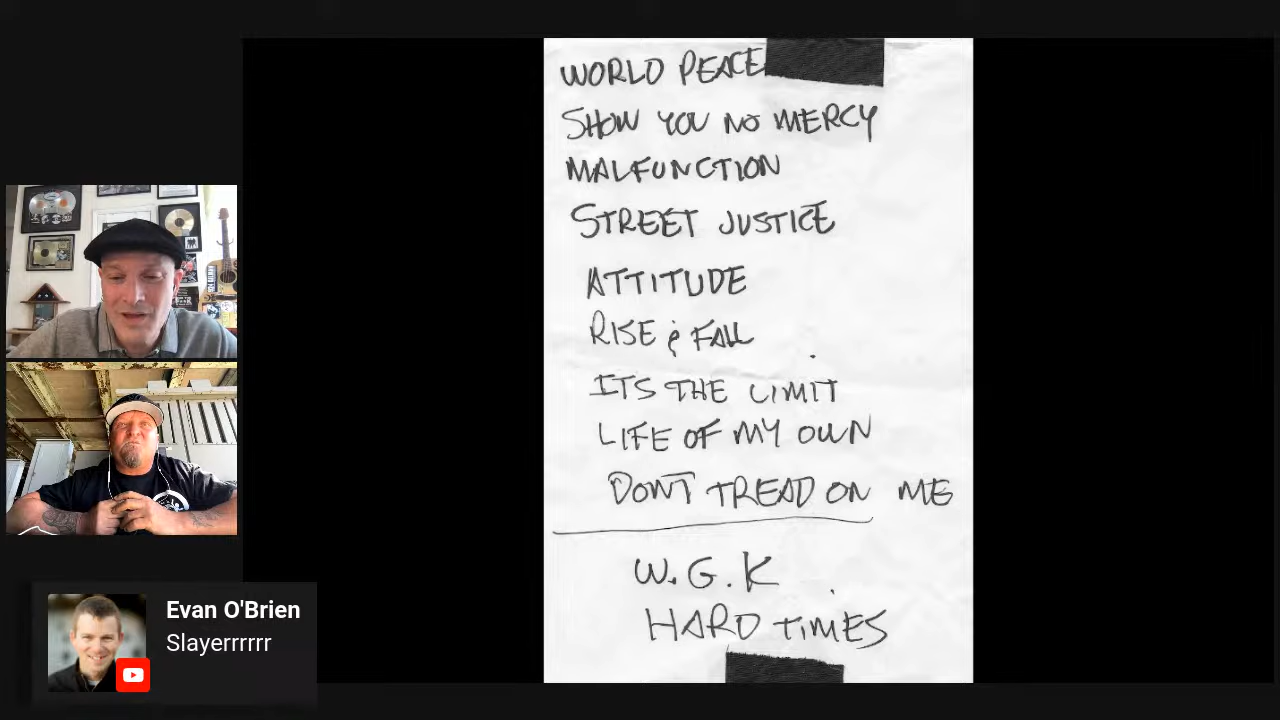 WORLD PEACE
SHOW YOU NO MERCY
MALFUNCTION
STREET JUSTICE
ATTITUDE
RISE & FALL
ITS THE LIMIT
LIFE OF MY OWN
DONT TREAD ON ME
W.G.K
HARD TIMES
Evan O'Brien
Slayerrrrrr